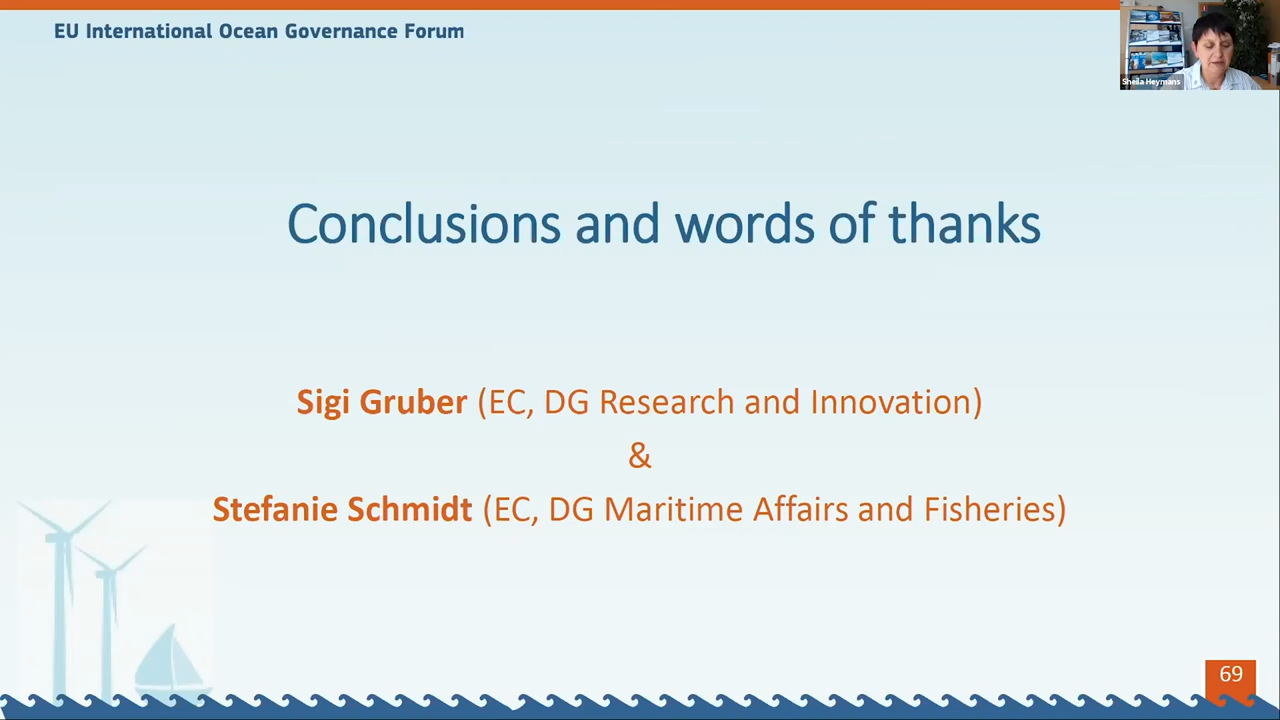 EU International Ocean Governance Forum
Sheila Heymans
Conclusions and words of thanks
Sigi Gruber (EC, DG Research and Innovation)
&
Stefanie Schmidt (EC, DG Maritime Affairs and Fisheries)
69